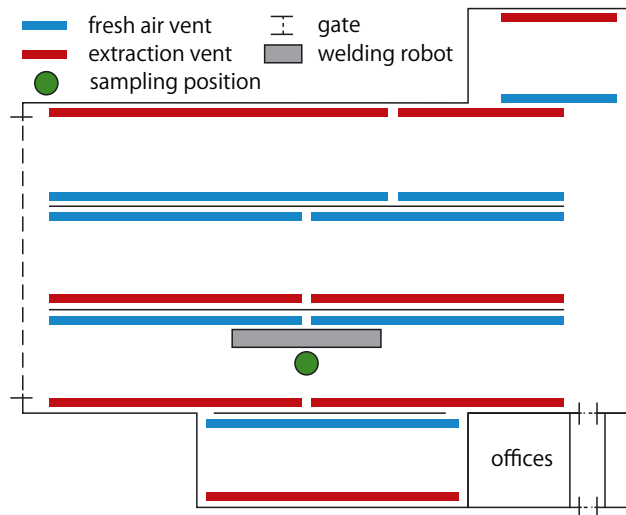 fresh air vent
gate
extraction vent
welding robot
sampling position
offices